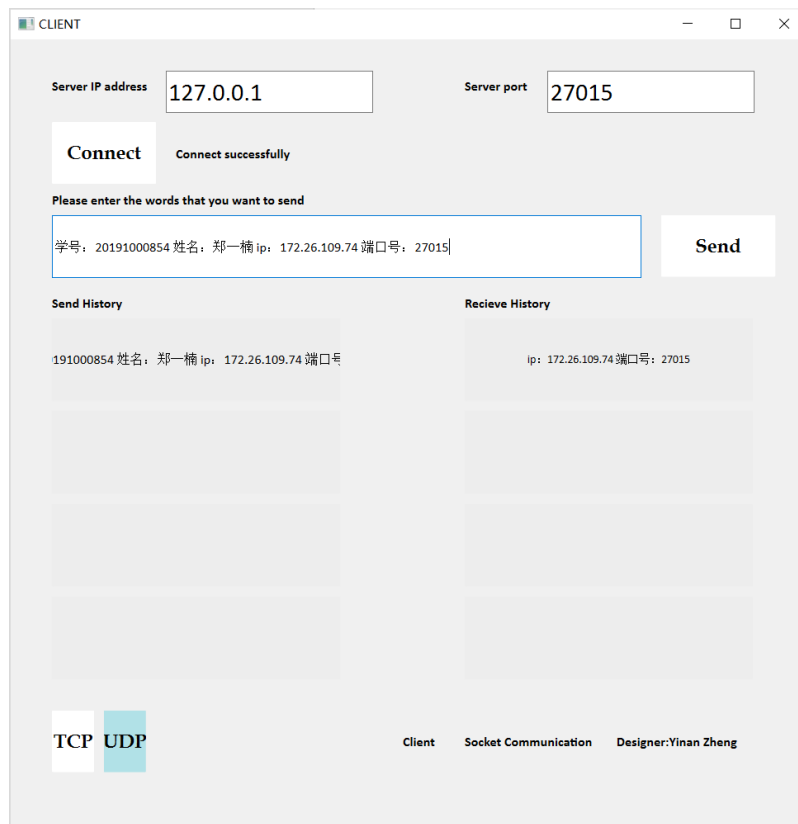 CLIENT
Server IP address 127.0.0.1 Server port 27015
Connect Connect successfully
Please enter the words that you want to send
学号：20191000854 姓名：郑一楠 ip：172.26.109.74 端口号：27015 Send
Send History Recieve History
191000854 姓名：郑一楠 ip：172.26.109.74 端口号 ip：172.26.109.74 端口号：27015
TCP UDP Client Socket Communication Designer:Yinan Zheng